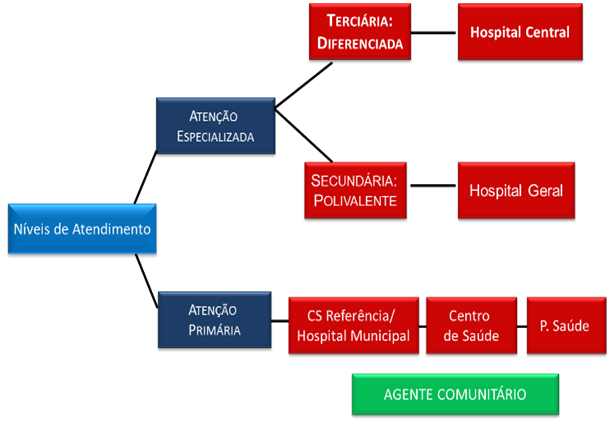 TERCIÁRIA:
DIFERENCIADA
Hospital Central
ATENÇÃO
ESPECIALIZADA
SECUNDÁRIA:
POLIVALENTE
Hospital Geral
Níveis de Atendimento
ATENÇÃO
PRIMÁRIA
CS Referência/
Hospital Municipal
Centro
de Saúde
P. Saúde
AGENTE COMUNITÁRIO